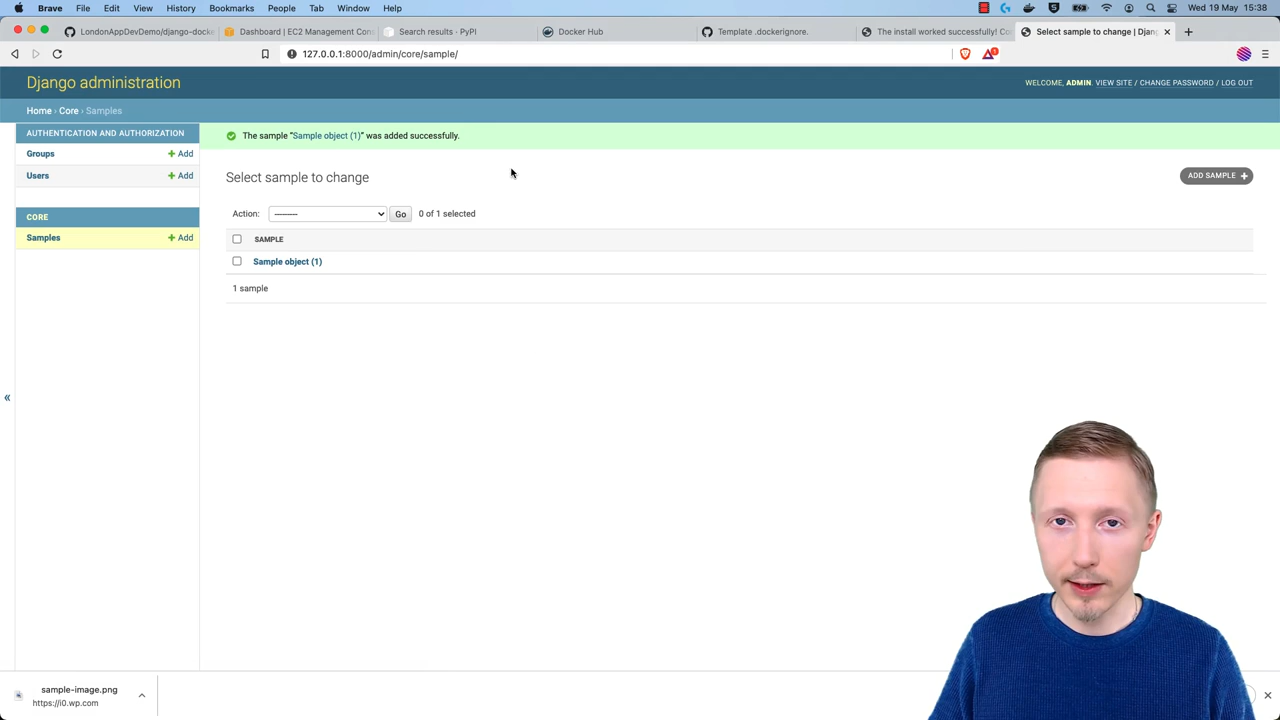 Brave File Edit View History Bookmarks People Tab Window Help Wed 19 May 15:38
LondonAppDevDemo/django-docke Dashboard | EC2 Management Con Search results · PyPI Docker Hub Template .dockerignore. The install worked successfully! Co Select sample to change | Djang
127.0.0.1:8000/admin/core/sample/
Django administration
WELCOME, ADMIN. VIEW SITE / CHANGE PASSWORD / LOG OUT
Home › Core › Samples
AUTHENTICATION AND AUTHORIZATION
Groups + Add
Users + Add
CORE
Samples + Add
The sample “Sample object (1)” was added successfully.
Select sample to change
ADD SAMPLE +
Action: --------- Go 0 of 1 selected
SAMPLE
Sample object (1)
1 sample
«
sample-image.png
https://i0.wp.com